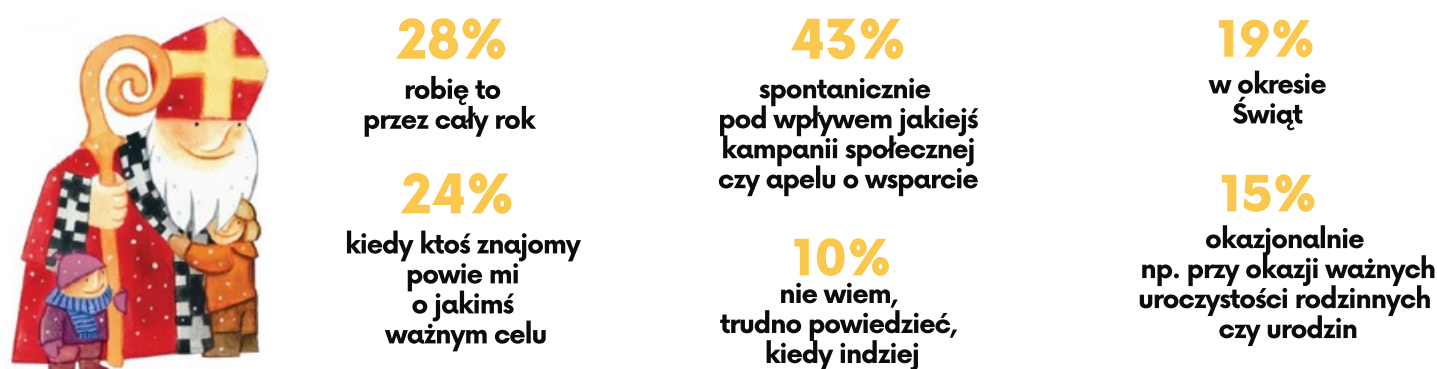 28%
robię to
przez cały rok
24%
kiedy ktoś znajomy
powie mi
o jakimś
ważnym celu
43%
spontanicznie
pod wpływem jakiejś
kampanii społecznej
czy apelu o wsparcie
10%
nie wiem,
trudno powiedzieć,
kiedy indziej
19%
w okresie
Świąt
15%
okazjonalnie
np. przy okazji ważnych
uroczystości rodzinnych
czy urodzin